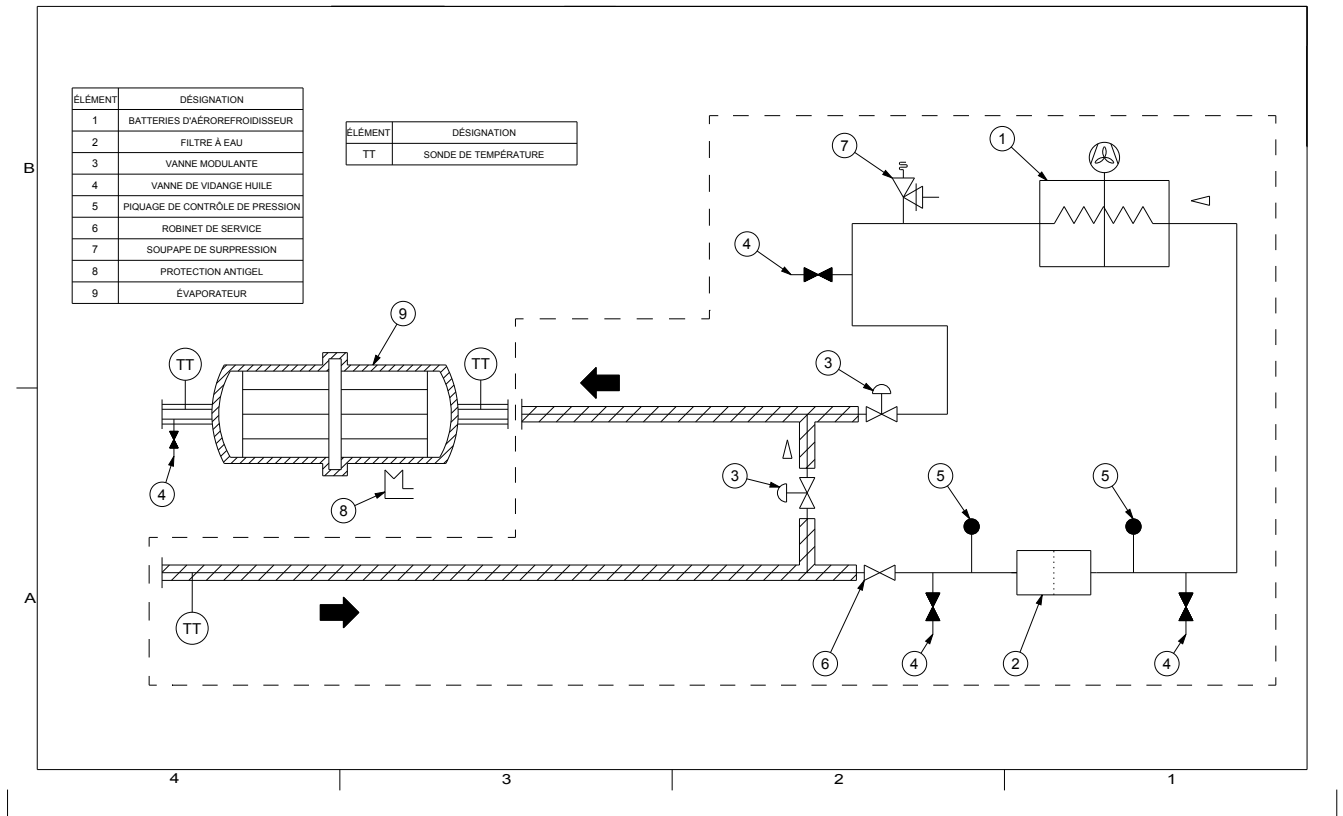 ÉLÉMENT DÉSIGNATION
1 BATTERIES D'AÉROREFROIDISSEUR
2 FILTRE À EAU
3 VANNE MODULANTE
4 VANNE DE VIDANGE HUILE
5 PIQUAGE DE CONTRÔLE DE PRESSION
6 ROBINET DE SERVICE
7 SOUPAPE DE SURPRESSION
8 PROTECTION ANTIGEL
9 ÉVAPORATEUR
ÉLÉMENT DÉSIGNATION
TT SONDE DE TEMPÉRATURE
B
7
1
4
9
TT
TT
3
4
8
3
5
5
A
TT
6
4
2
4
4
3
2
1